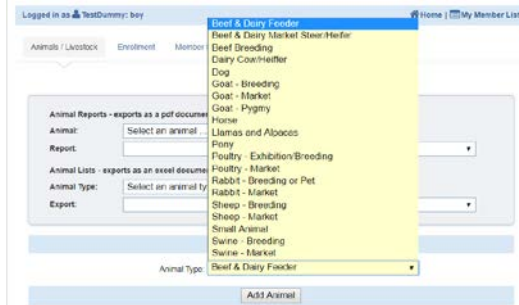 Logged in as TestDummy: boy
Home | My Member List
Animals / Livestock Enrollment Member
Animal Reports - exports as a pdf
Animal: Select an animal ...
Report:
Animal Lists - exports as an excel
Animal Type: Select an animal
Export:
Beef & Dairy Feeder
Beef & Dairy Market Steer/Heifer
Beef Breeding
Dairy Cow/Heiffer
Dog
Goat - Breeding
Goat - Market
Goat - Pygmy
Horse
Llamas and Alpacas
Pony
Poultry - Exhibition/Breeding
Poultry - Market
Rabbit - Breeding or Pet
Rabbit - Market
Sheep - Breeding
Sheep - Market
Small Animal
Swine - Breeding
Swine - Market
Animal Type: Beef & Dairy Feeder
Add Animal